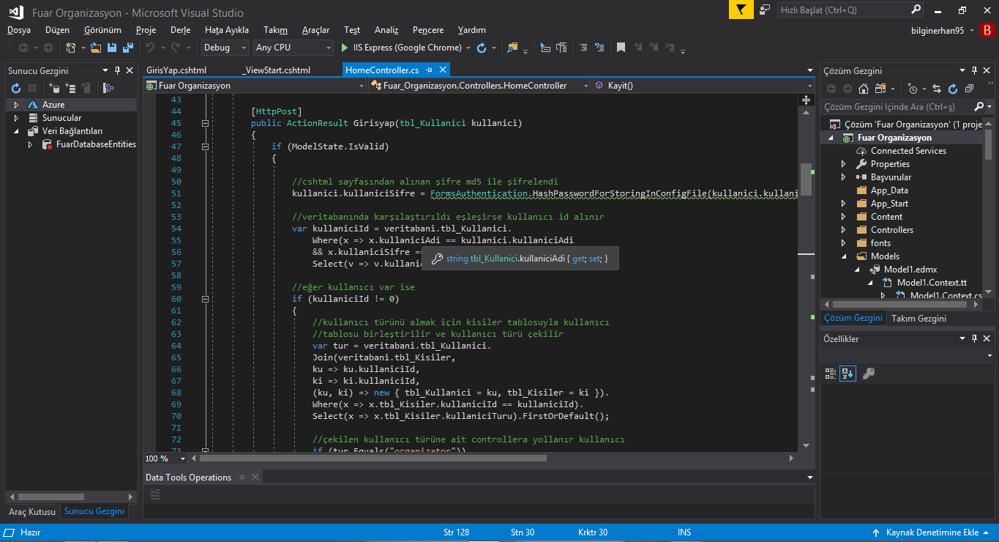 Fuar Organizasyon - Microsoft Visual Studio
Hızlı Başlat (Ctrl+Q)
Dosya Düzen Görünüm Proje Derle Hata Ayıkla Takım Araçlar Test Analiz Pencere Yardım
bilginerhan95 B
Debug Any CPU IIS Express (Google Chrome)
Sunucu Gezgini
Azure
Sunucular
Veri Bağlantıları
FuarDatabaseEntities
Araç Kutusu Sunucu Gezgini
GirisYap.cshtml _ViewStart.cshtml HomeController.cs
Fuar Organizasyon Fuar_Organizasyon.Controllers.HomeController Kayit()
43
44 [HttpPost]
45 public ActionResult Girisyap(tbl_Kullanici kullanici)
46 {
47 if (ModelState.IsValid)
48 {
49
50 //cshtml sayfasından alınan şifre md5 ile şifrelendi
51 kullanici.kullaniciSifre = FormsAuthentication.HashPasswordForStoringInConfigFile(kullanici.kullani
52
53 //veritabanında karşılaştırıldı eşleşirse kullanıcı id alınır
54 var kullaniciId = veritabani.tbl_Kullanici.
55 Where(x => x.kullaniciAdi == kullanici.kullaniciAdi
56 && x.kullaniciSifre ==
57 Select(v => v.kullanic
string tbl_Kullanici.kullaniciAdi { get; set; }
58
59 //eğer kullanıcı var ise
60 if (kullaniciId != 0)
61 {
62 //kullanıcı türünü almak için kisiler tablosuyla kullanıcı
63 //tablosu birleştirilir ve kullanıcı türü çekilir
64 var tur = veritabani.tbl_Kullanici.
65 Join(veritabani.tbl_Kisiler,
66 ku => ku.kullaniciId,
67 ki => ki.kullaniciId,
68 (ku, ki) => new { tbl_Kullanici = ku, tbl_Kisiler = ki }).
69 Where(x => x.tbl_Kisiler.kullaniciId == kullaniciId).
70 Select(x => x.tbl_Kisiler.kullaniciTuru).FirstOrDefault();
71
72 //çekilen kullanıcı türüne ait controllera yollanır kullanıcı
73 if (tur.Equals("organizator"))
100 %
Data Tools Operations
Çözüm Gezgini
Çözüm Gezgini İçinde Ara (Ctrl+ş)
Çözüm 'Fuar Organizasyon' (1 proje
Fuar Organizasyon
Connected Services
Properties
Başvurular
App_Data
App_Start
Content
Controllers
fonts
Models
Model1.edmx
Model1.Context.tt
Model1.Context.cs
Çözüm Gezgini Takım Gezgini
Özellikler
Hazır Str 128 Stn 30 Krktr 30 INS Kaynak Denetimine Ekle